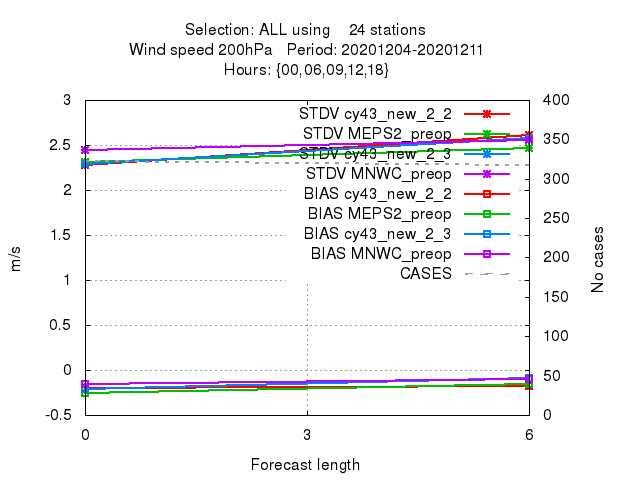 Selection: ALL using 24 stations
Wind speed 200hPa Period: 20201204-20201211
Hours: {00,06,09,12,18}
3
2.5
2
1.5
1
0.5
0
-0.5
m/s
400
350
300
250
200
150
100
50
0
No cases
STDV cy43_new_2_2
STDV MEPS2_preop
STDV cy43_new_2_3
STDV MNWC_preop
BIAS cy43_new_2_2
BIAS MEPS2_preop
BIAS cy43_new_2_3
BIAS MNWC_preop
CASES
0 3 6
Forecast length